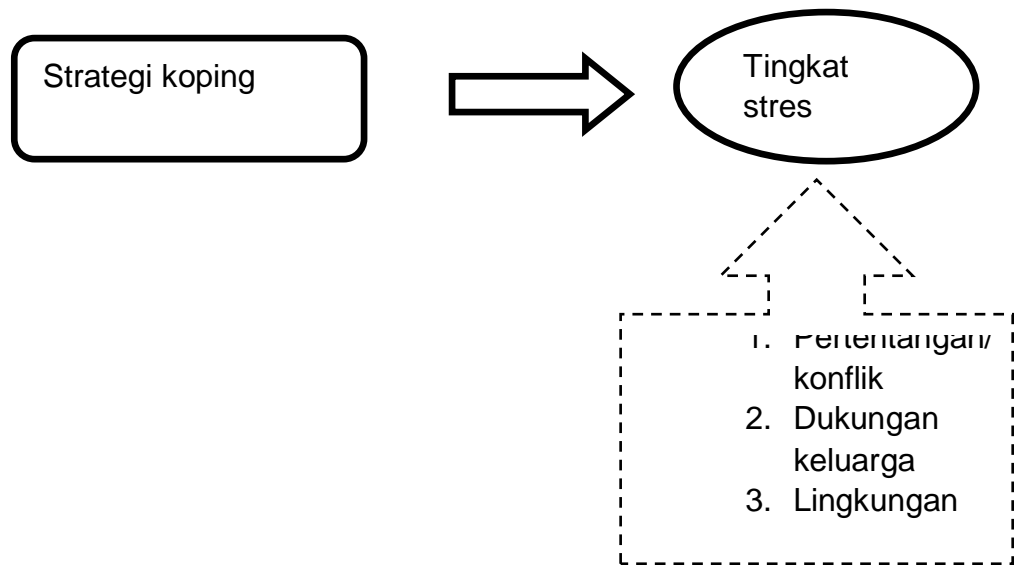 Strategi koping
Tingkat
stres
1. Pertentangan/
konflik
2. Dukungan
keluarga
3. Lingkungan